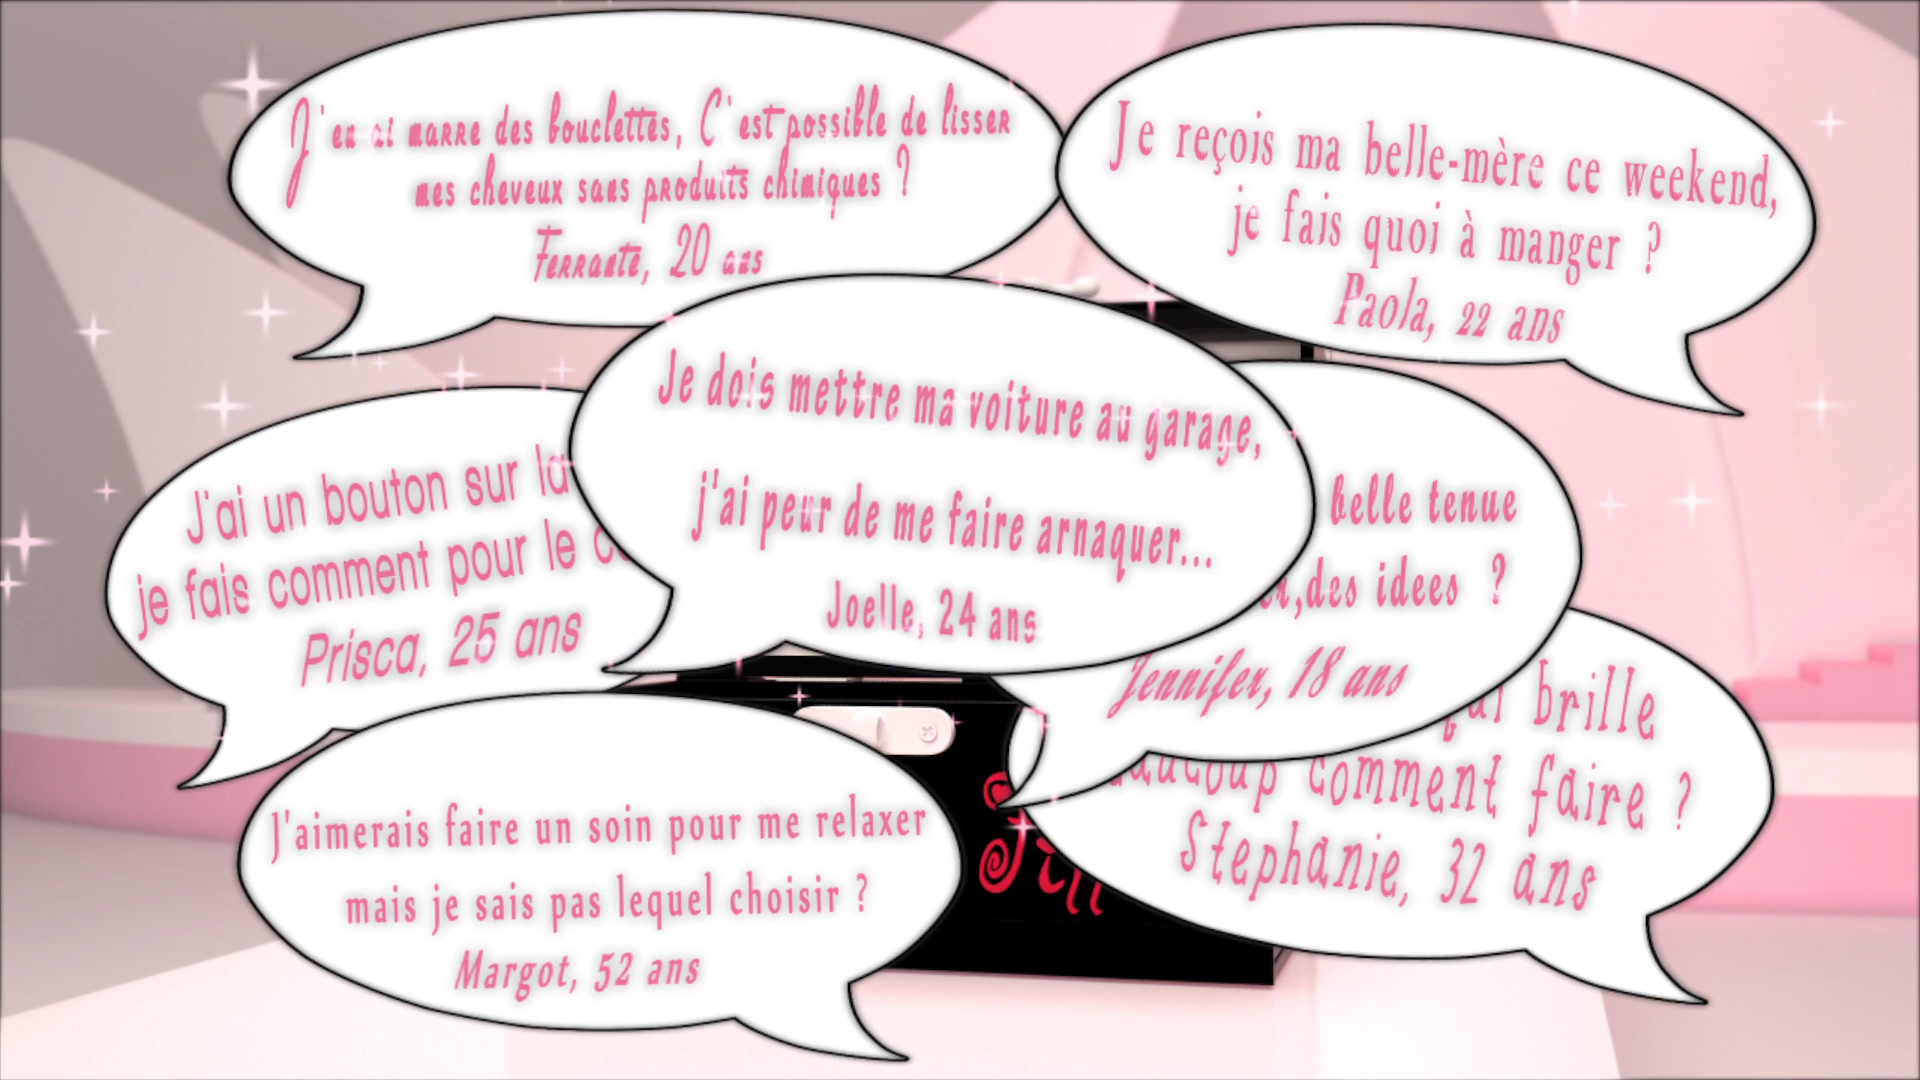 J'en ai marre des bouclettes, C'est possible de lisser
mes cheveux sans produits chimiques ?
Ferrante, 20 ans
Je reçois ma belle-mère ce weekend,
je fais quoi à manger ?
Paola, 22 ans
Je dois mettre ma voiture au garage,
j'ai peur de me faire arnaquer...
Joelle, 24 ans
J'ai un bouton sur la
je fais comment pour le
Prisca, 25 ans
belle tenue
des idees ?
Jennifer, 18 ans
brille
comment faire ?
Stephanie, 32 ans
J'aimerais faire un soin pour me relaxer
mais je sais pas lequel choisir ?
Margot, 52 ans